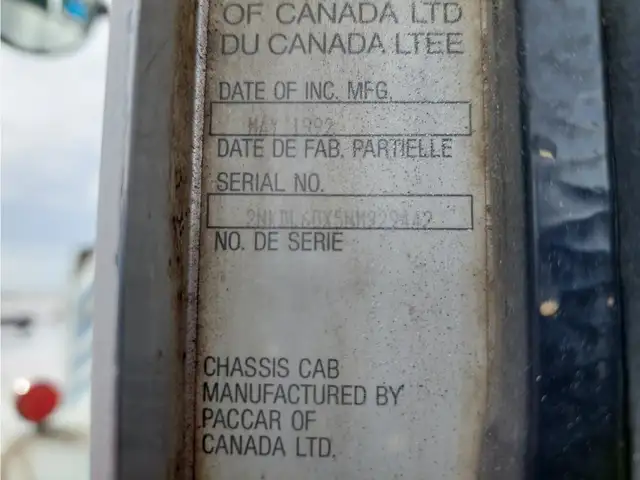 OF CANADA LTD
DU CANADA LTEE
DATE OF INC. MFG.
MAY 1992
DATE DE FAB. PARTIELLE
SERIAL NO.
NO. DE SERIE
CHASSIS CAB
MANUFACTURED BY
PACCAR OF
CANADA LTD.